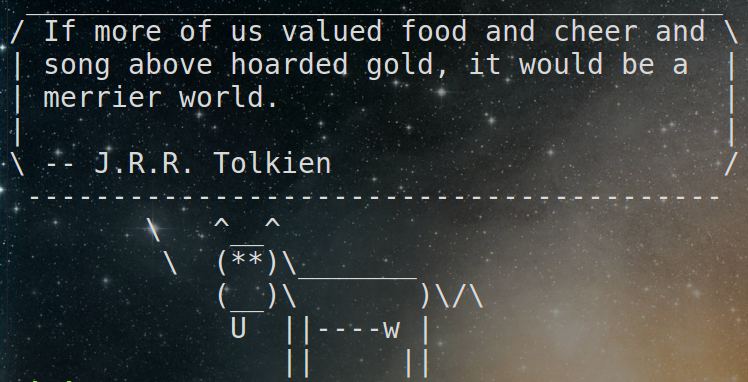 _________________________________________
/ If more of us valued food and cheer and \
| song above hoarded gold, it would be a  |
| merrier world.                          |
|                                         |
\ -- J.R.R. Tolkien                       /
 -----------------------------------------
        \   ^__^
         \  (**)\_______
            (__)\       )\/\
             U  ||----w |
                ||     ||